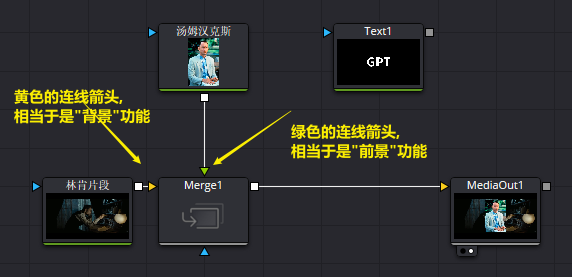 汤姆汉克斯
Text1
GPT
黄色的连线箭头,
相当于是"背景"功能
绿色的连线箭头,
相当于是"前景"功能
林肯片段
Merge1
MediaOut1